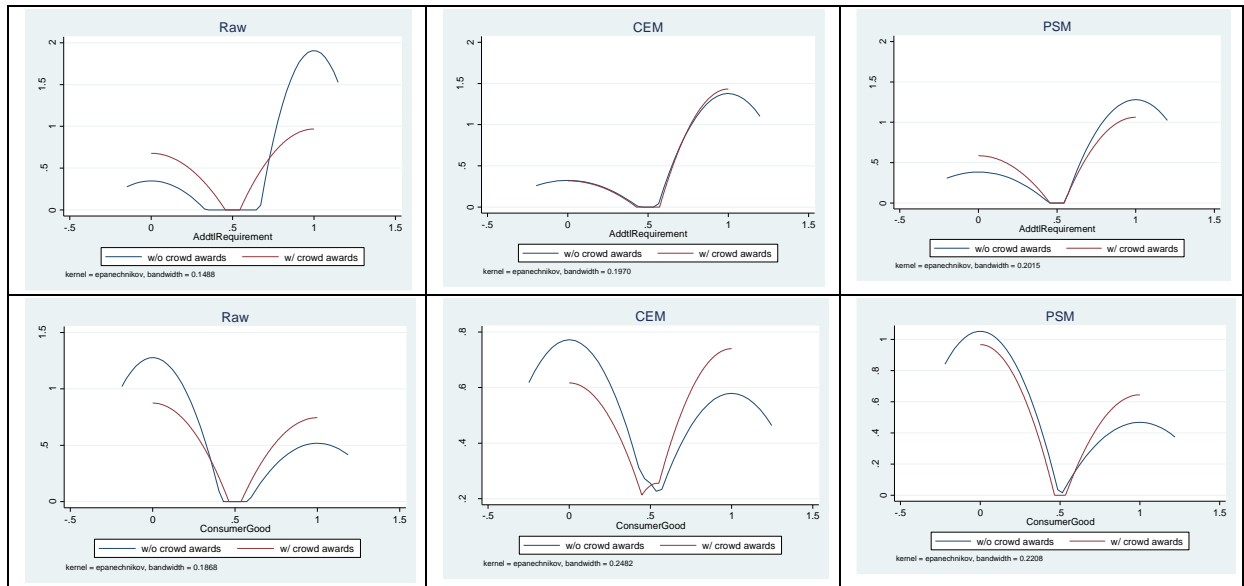 Raw
2
1.5
1
.5
0
-.5 0 .5 1 1.5
AddtlRequirement
w/o crowd awards w/ crowd awards
kernel = epanechnikov, bandwidth = 0.1488
CEM
2
1.5
1
.5
0
-.5 0 .5 1 1.5
AddtlRequirement
w/o crowd awards w/ crowd awards
kernel = epanechnikov, bandwidth = 0.1970
PSM
2
1.5
1
.5
0
-.5 0 .5 1 1.5
AddtlRequirement
w/o crowd awards w/ crowd awards
kernel = epanechnikov, bandwidth = 0.2015
Raw
1.5
1
.5
0
-.5 0 .5 1 1.5
ConsumerGood
w/o crowd awards w/ crowd awards
kernel = epanechnikov, bandwidth = 0.1868
CEM
.8
.6
.4
.2
-.5 0 .5 1 1.5
ConsumerGood
w/o crowd awards w/ crowd awards
kernel = epanechnikov, bandwidth = 0.2482
PSM
1
.8
.6
.4
.2
0
-.5 0 .5 1 1.5
ConsumerGood
w/o crowd awards w/ crowd awards
kernel = epanechnikov, bandwidth = 0.2208